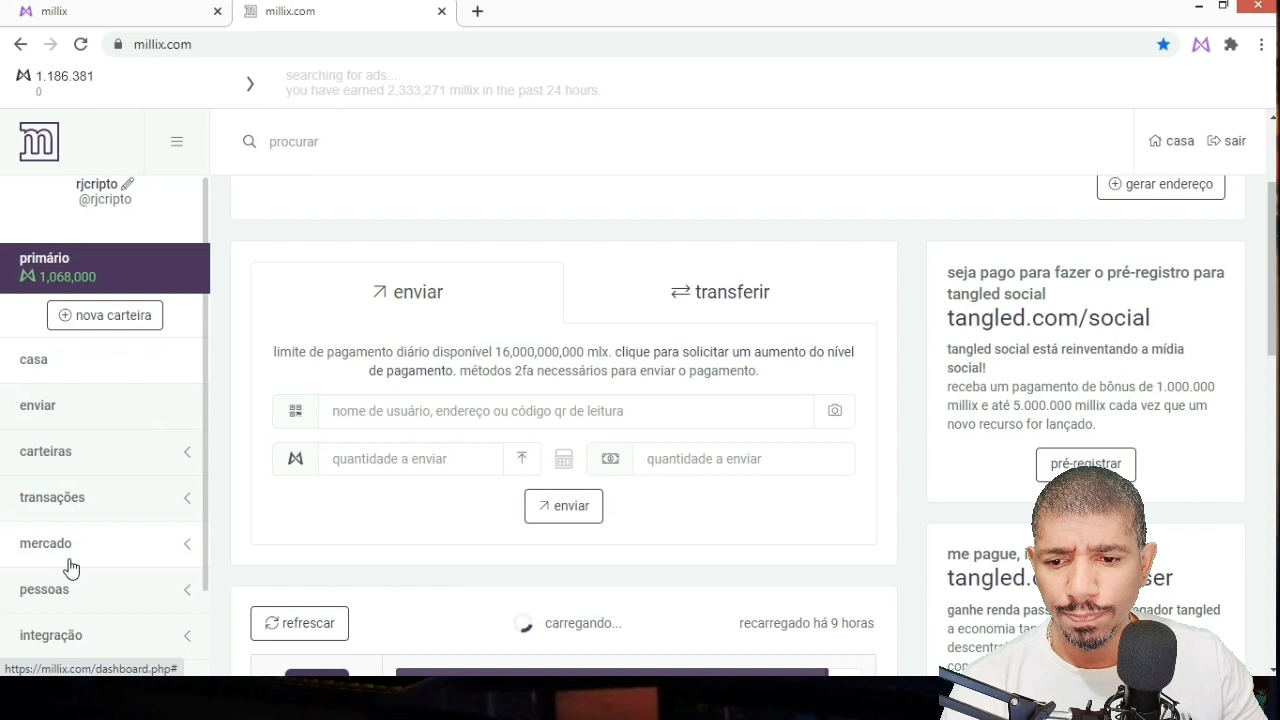 millix
millix.com
millix.com
1.186.381
0
searching for ads...
you have earned 2,333,271 millix in the past 24 hours.
m
procurar
casa
sair
rjcripto
@rjcripto
gerar endereço
primário
1,068,000
nova carteira
casa
enviar
carteiras
transações
mercado
pessoas
integração
https://millix.com/dashboard.php#
enviar
transferir
limite de pagamento diário disponível 16,000,000,000 mlx. clique para solicitar um aumento do nível
de pagamento. métodos 2fa necessários para enviar o pagamento.
nome de usuário, endereço ou código qr de leitura
quantidade a enviar
quantidade a enviar
enviar
refrescar
carregando...
recarregado há 9 horas
seja pago para fazer o pré-registro para
tangled social
tangled.com/social
tangled social está reinventando a mídia
social!
receba um pagamento de bônus de 1.000.000
millix e até 5.000.000 millix cada vez que um
novo recurso for lançado.
pré-registrar
me pague,
ganhe renda
a economia